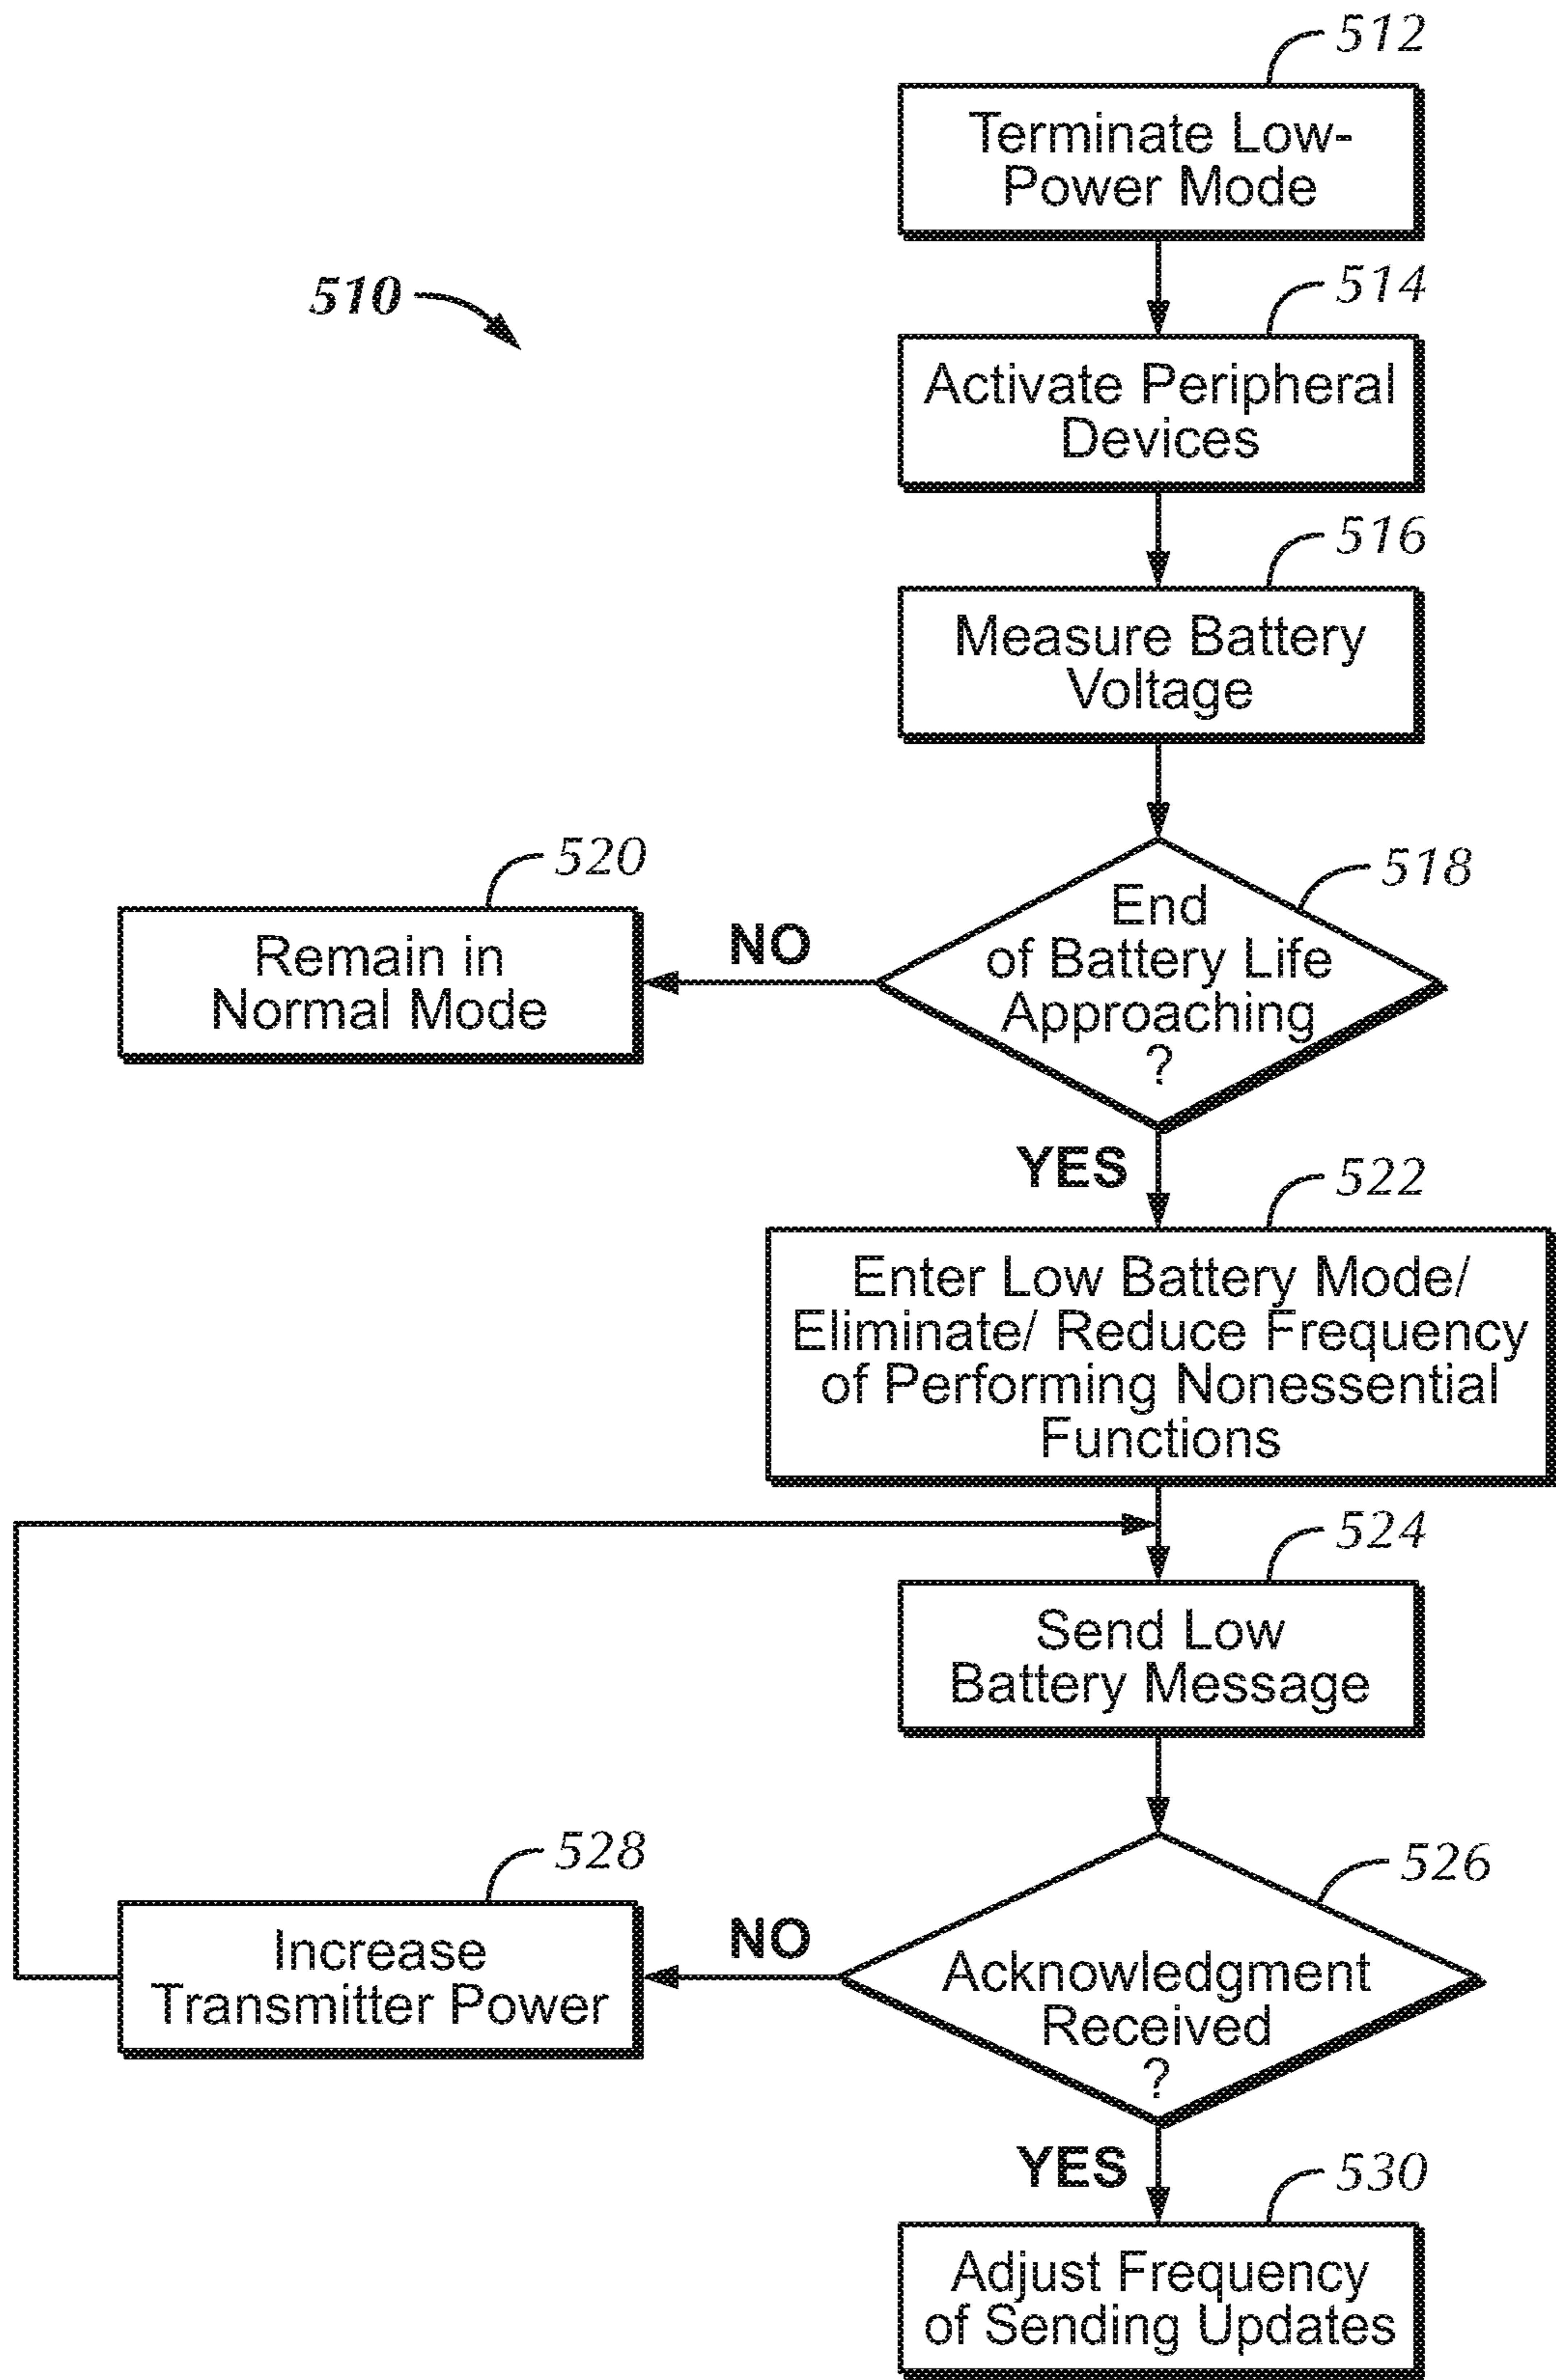 512
Terminate Low-
Power Mode
510
514
Activate Peripheral
Devices
516
Measure Battery
Voltage
518
End
of Battery Life
Approaching
?
NO
520
Remain in
Normal Mode
YES
522
Enter Low Battery Mode/
Eliminate/ Reduce Frequency
of Performing Nonessential
Functions
524
Send Low
Battery Message
526
Acknowledgment
Received
?
NO
528
Increase
Transmitter Power
YES
530
Adjust Frequency
of Sending Updates